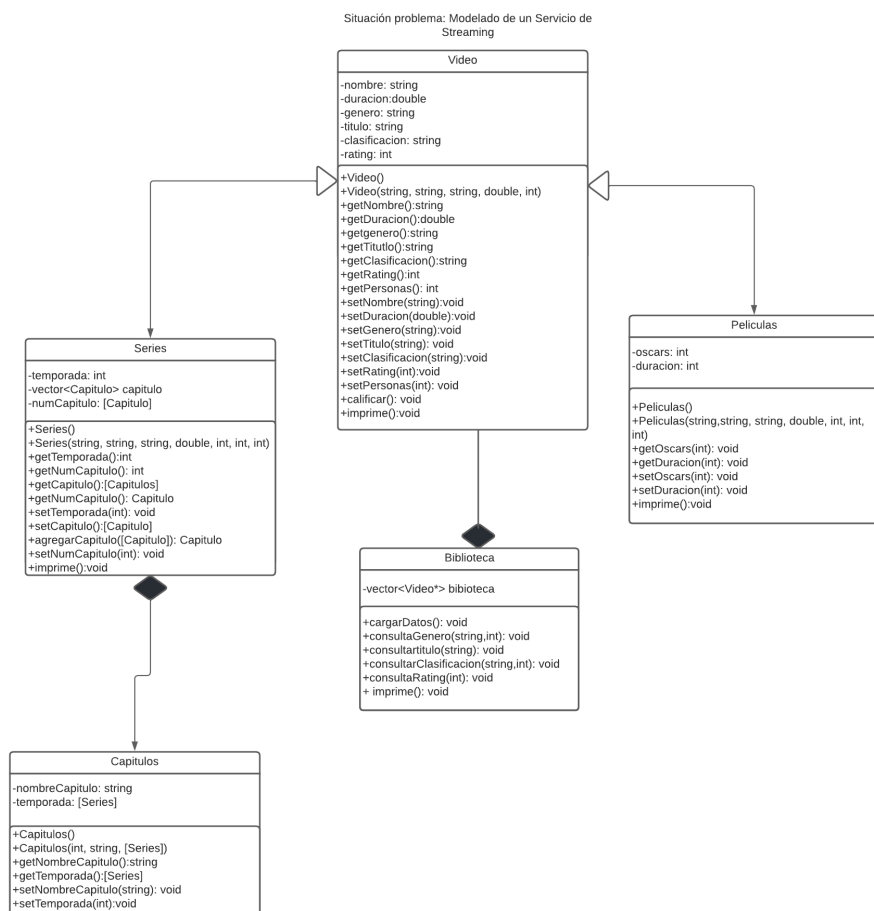 Situación problema: Modelado de un Servicio de
Streaming
Video
-nombre: string
-duracion:double
-genero: string
-titulo: string
-clasificacion: string
-rating: int
+Video()
+Video(string, string, string, double, int)
+getNombre():string
+getDuracion():double
+getgenero():string
+getTitutlo():string
+getClasificacion():string
+getRating():int
+getPersonas(): int
+setNombre(string):void
+setDuracion(double):void
+setGenero(string):void
+setTitulo(string): void
+setClasificacion(string):void
+setRating(int):void
+setPersonas(int): void
+calificar(): void
+imprime():void
Series
-temporada: int
-vector<Capitulo> capitulo
-numCapitulo: [Capitulo]
+Series()
+Series(string, string, string, double, int, int, int)
+getTemporada():int
+getNumCapitulo(): int
+getCapitulo():[Capitulos]
+getNumCapitulo(): Capitulo
+setTemporada(int): void
+setCapitulo():[Capitulo]
+agregarCapitulo([Capitulo]): Capitulo
+setNumCapitulo(int): void
+imprime():void
Peliculas
-oscars: int
-duracion: int
+Peliculas()
+Peliculas(string,string, string, double, int, int,
int)
+getOscars(int): void
+getDuracion(int): void
+setOscars(int): void
+setDuracion(int): void
+imprime():void
Biblioteca
-vector<Video*> bibioteca
+cargarDatos(): void
+consultaGenero(string,int): void
+consultartitulo(string): void
+consultarClasificacion(string,int): void
+consultaRating(int): void
+ imprime(): void
Capitulos
-nombreCapitulo: string
-temporada: [Series]
+Capitulos()
+Capitulos(int, string, [Series])
+getNombreCapitulo():string
+getTemporada():[Series]
+setNombreCapitulo(string): void
+setTemporada(int):void